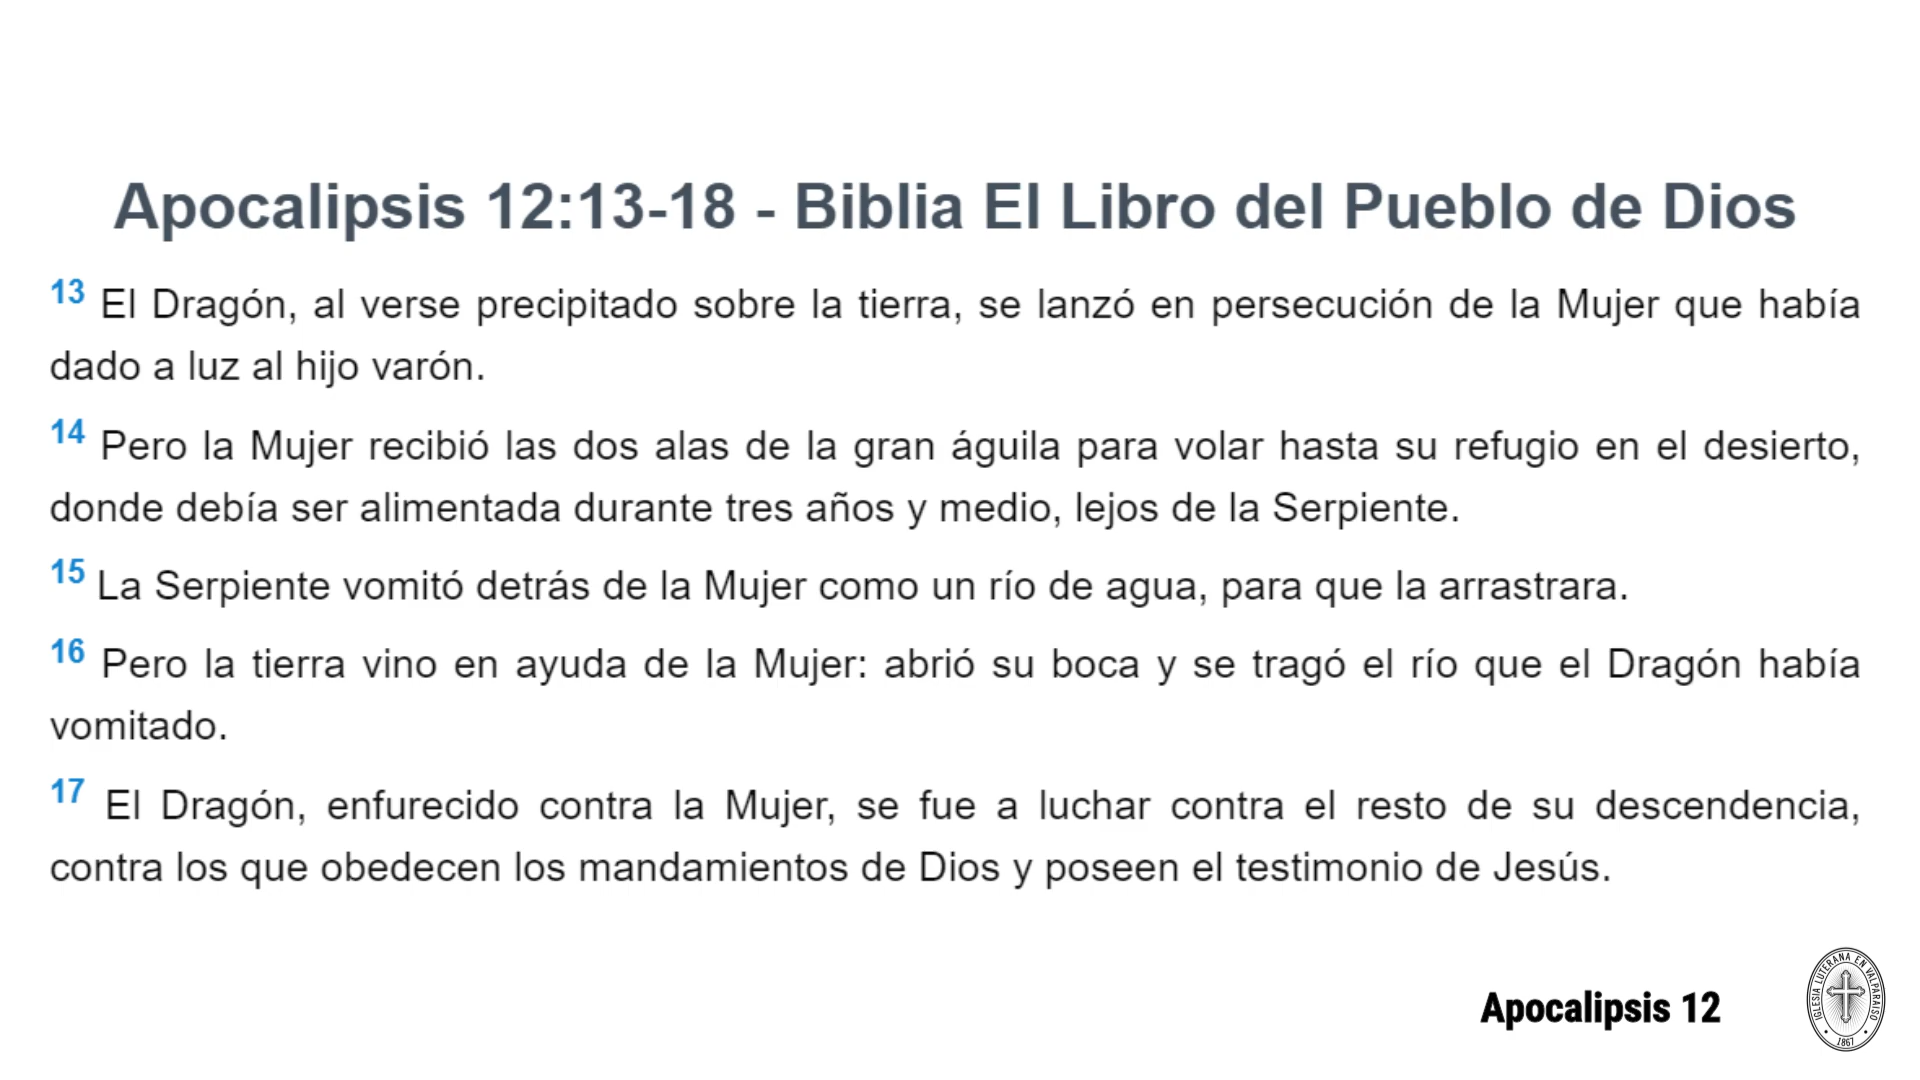 Apocalipsis 12:13-18 - Biblia El Libro del Pueblo de Dios
13 El Dragón, al verse precipitado sobre la tierra, se lanzó en persecución de la Mujer que había
dado a luz al hijo varón.
14 Pero la Mujer recibió las dos alas de la gran águila para volar hasta su refugio en el desierto,
donde debía ser alimentada durante tres años y medio, lejos de la Serpiente.
15 La Serpiente vomitó detrás de la Mujer como un río de agua, para que la arrastrara.
16 Pero la tierra vino en ayuda de la Mujer: abrió su boca y se tragó el río que el Dragón había
vomitado.
17 El Dragón, enfurecido contra la Mujer, se fue a luchar contra el resto de su descendencia,
contra los que obedecen los mandamientos de Dios y poseen el testimonio de Jesús.
Apocalipsis 12
IGLESIA LUTERANA EN VALPARAISO
1867